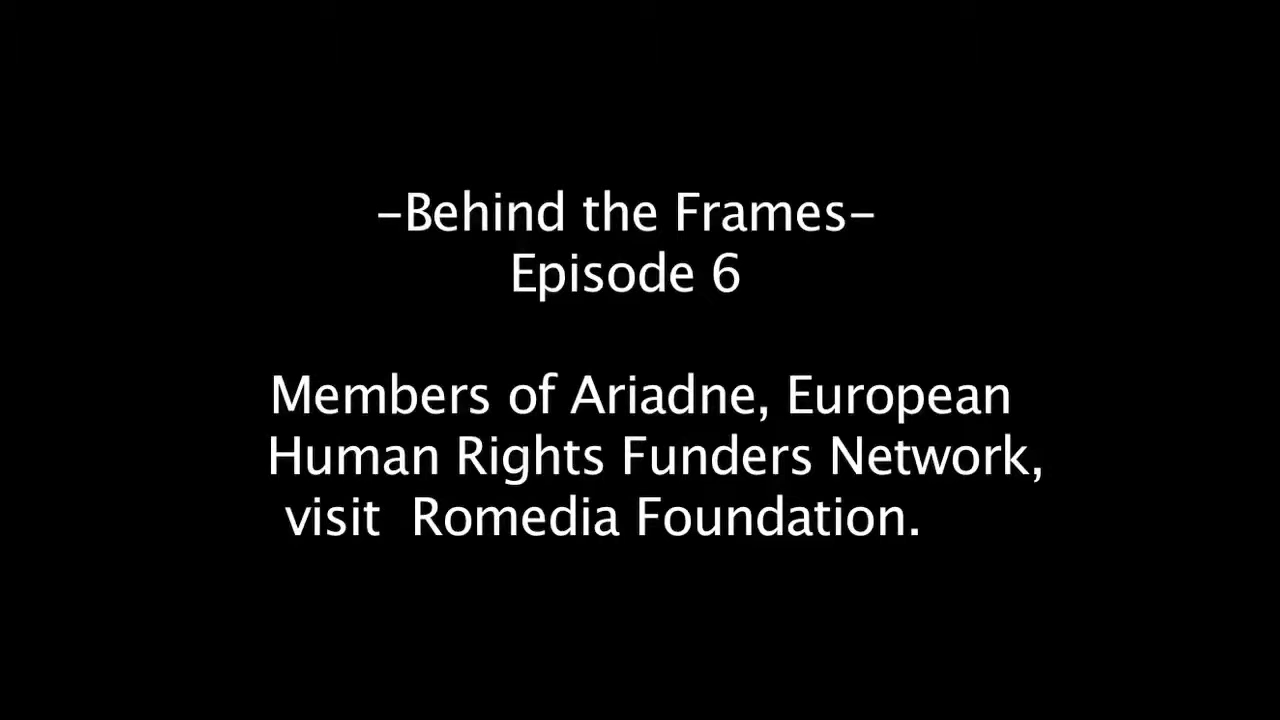 -Behind the Frames-
Episode 6
Members of Ariadne, European
Human Rights Funders Network,
visit  Romedia Foundation.